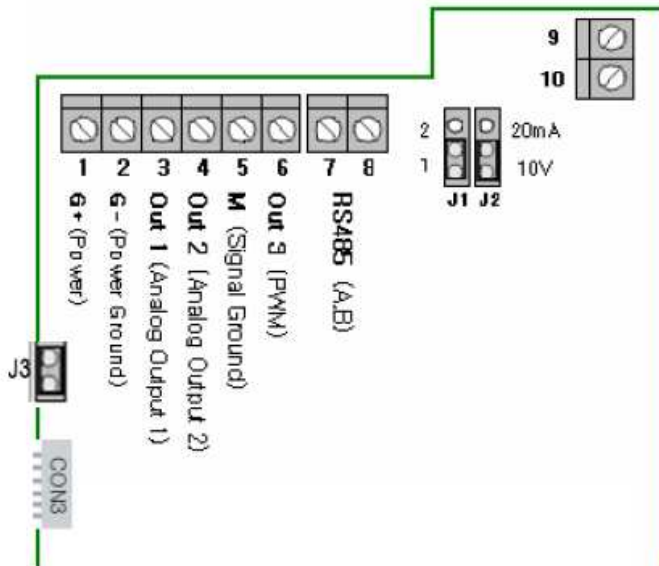 9
10
2 20mA
1 10V
J1 J2
1 2 3 4 5 6 7 8
G+ (Power)
G- (Power Ground)
Out 1 (Analog Output 1)
Out 2 (Analog Output 2)
M (Signal Ground)
Out 3 (PWM)
RS485 (A,B)
J3
CON3